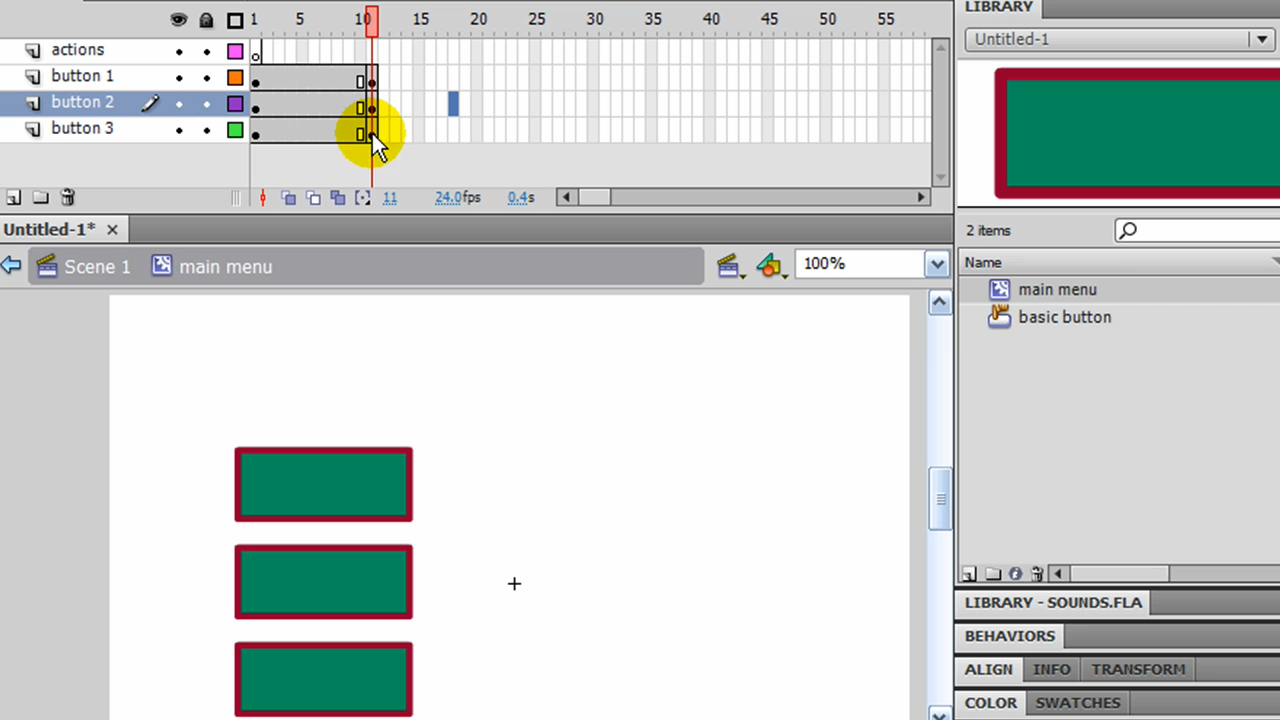 1 5 10 15 20 25 30 35 40 45 50 55
actions
button 1
button 2
button 3
11 24.0fps 0.4s
Untitled-1*
Scene 1 main menu 100%
LIBRARY
Untitled-1
2 items
Name
main menu
basic button
LIBRARY - SOUNDS.FLA
BEHAVIORS
ALIGN INFO TRANSFORM
COLOR SWATCHES